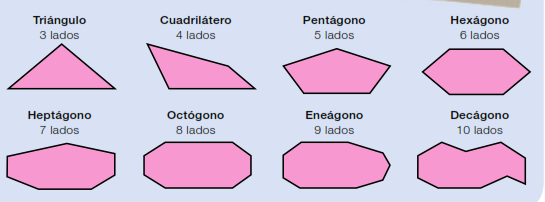 Triángulo
3 lados
Cuadrilátero
4 lados
Pentágono
5 lados
Hexágono
6 lados
Heptágono
7 lados
Octógono
8 lados
Eneágono
9 lados
Decágono
10 lados